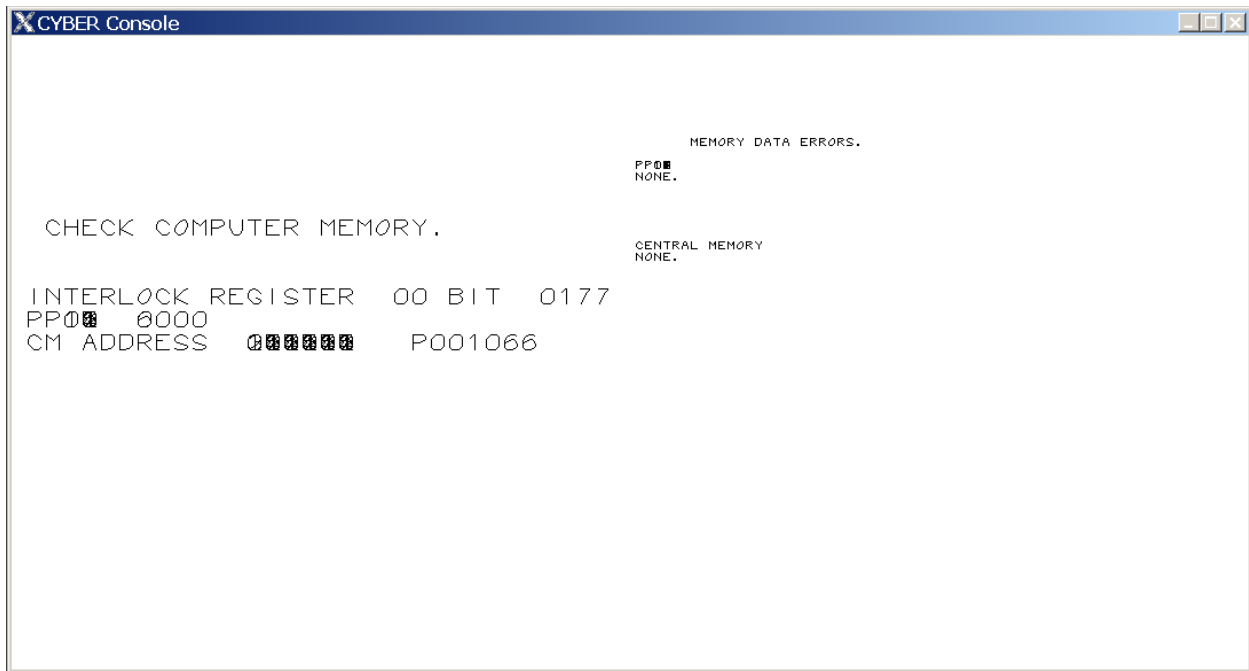 CYBER Console
MEMORY DATA ERRORS.
NONE.
CHECK COMPUTER MEMORY.
CENTRAL MEMORY
NONE.
INTERLOCK REGISTER 00 BIT 0177
CM ADDRESS P001066